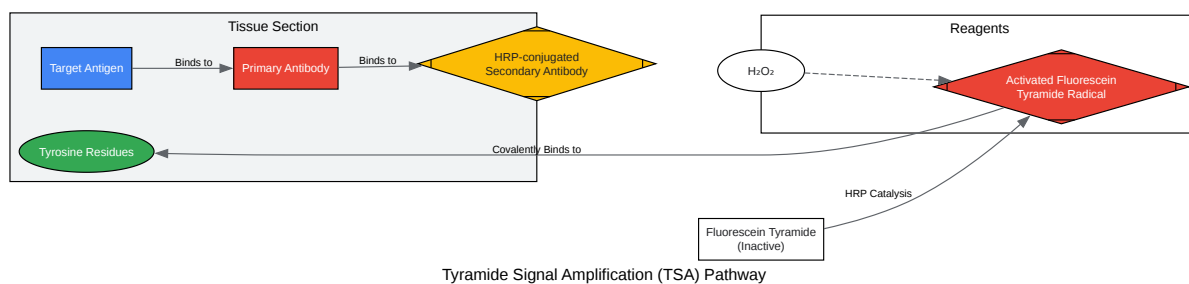 Tissue Section
Reagents
Target Antigen
Binds to
Primary Antibody
Binds to
HRP-conjugated
Secondary Antibody
H₂O₂
Activated Fluorescein
Tyramide Radical
Tyrosine Residues
Covalently Binds to
HRP Catalysis
Fluorescein Tyramide
(Inactive)
Tyramide Signal Amplification (TSA) Pathway